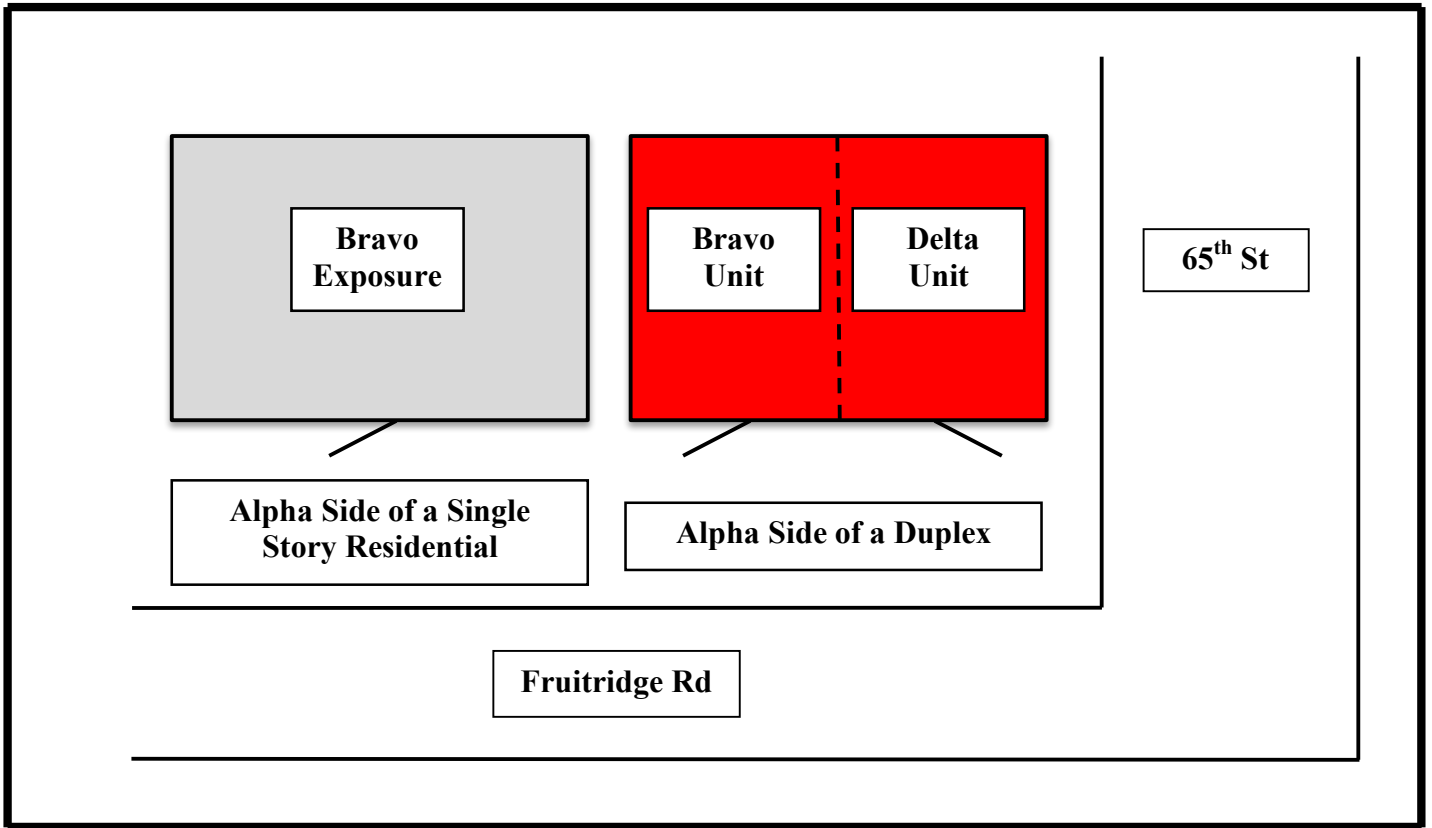 Bravo
Exposure
Bravo
Unit
Delta
Unit
65th St
Alpha Side of a Single
Story Residential
Alpha Side of a Duplex
Fruitridge Rd